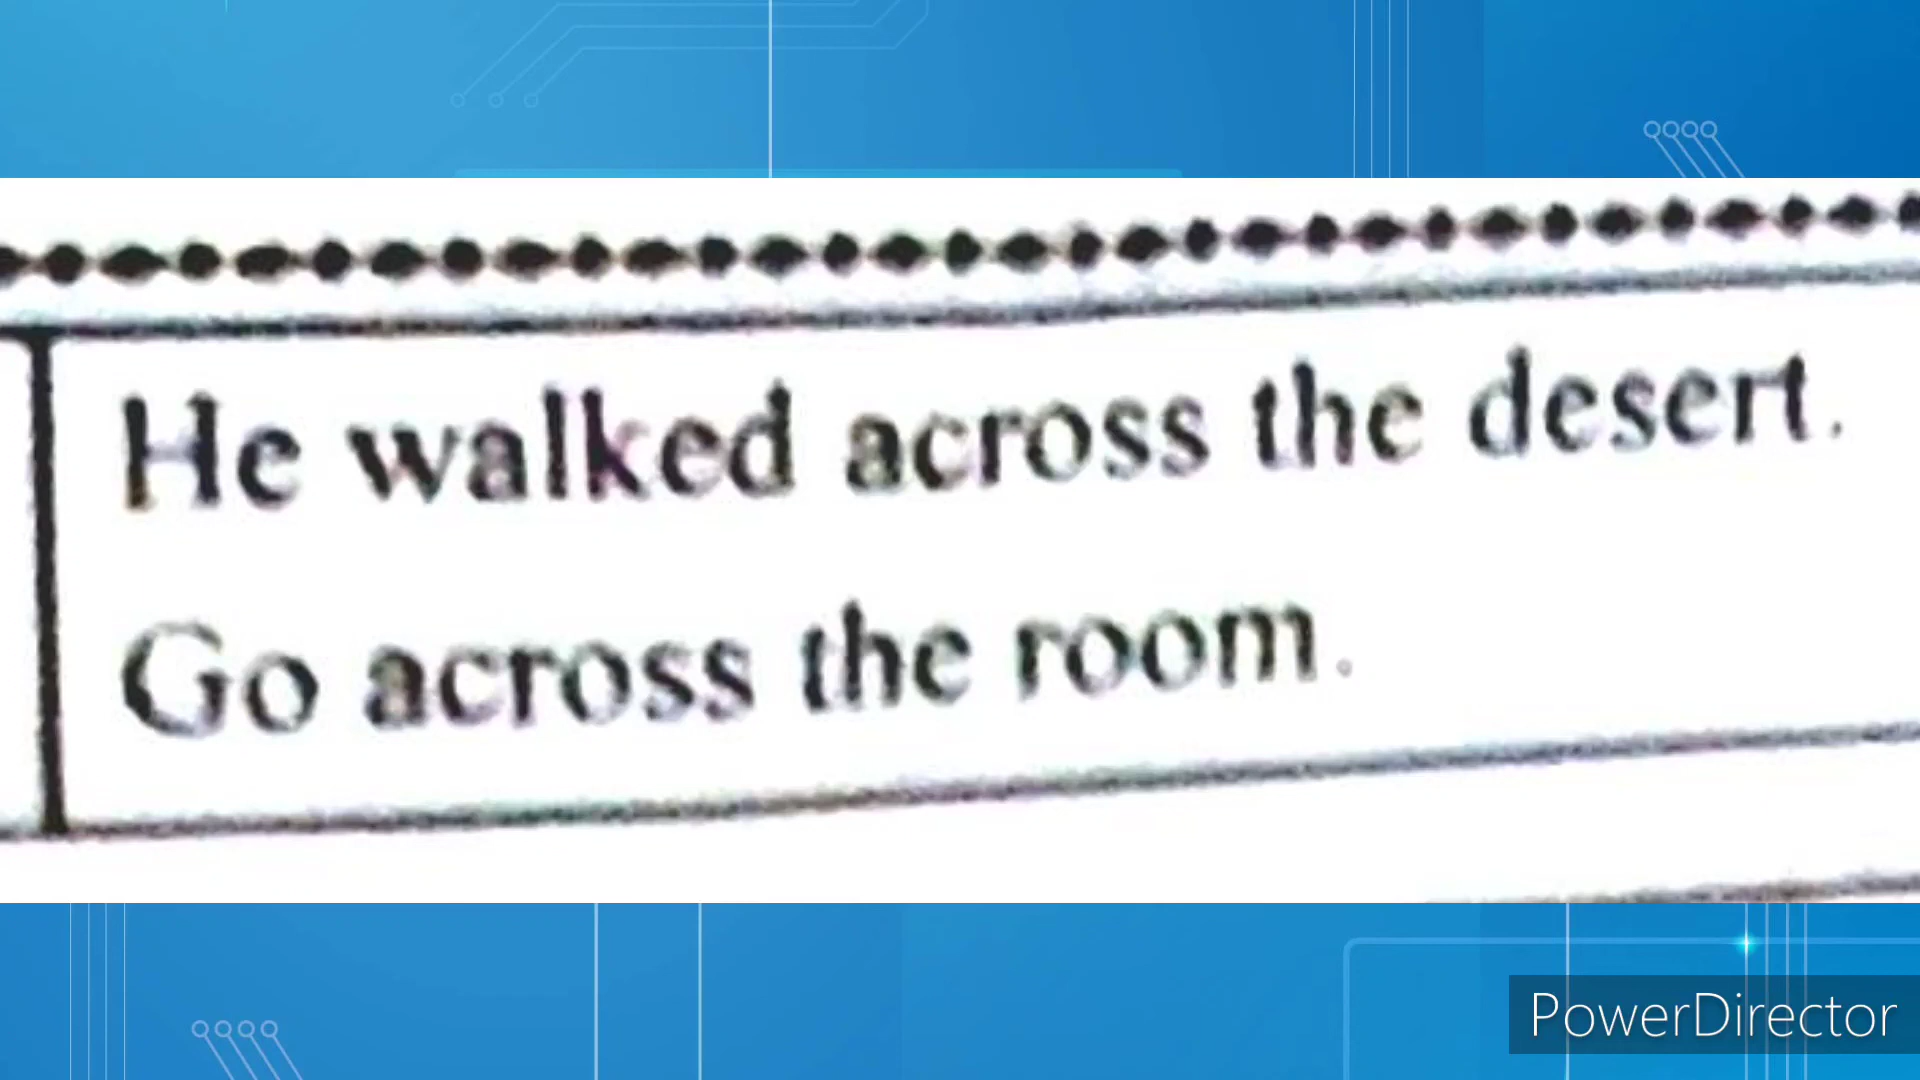 He walked across the desert.
Go across the room.
PowerDirector